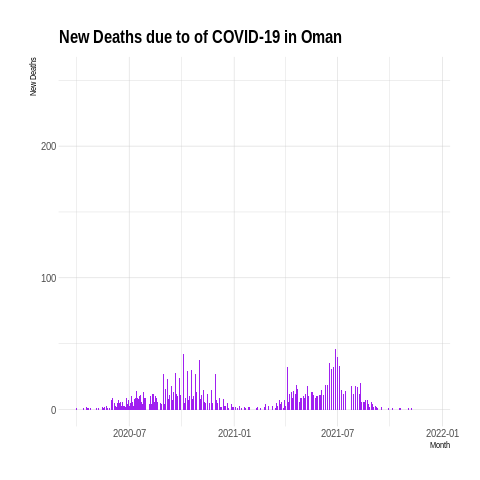 New Deaths due to of COVID-19 in Oman
New Deaths
200
100
0
2020-07 2021-01 2021-07 2022-01
Month